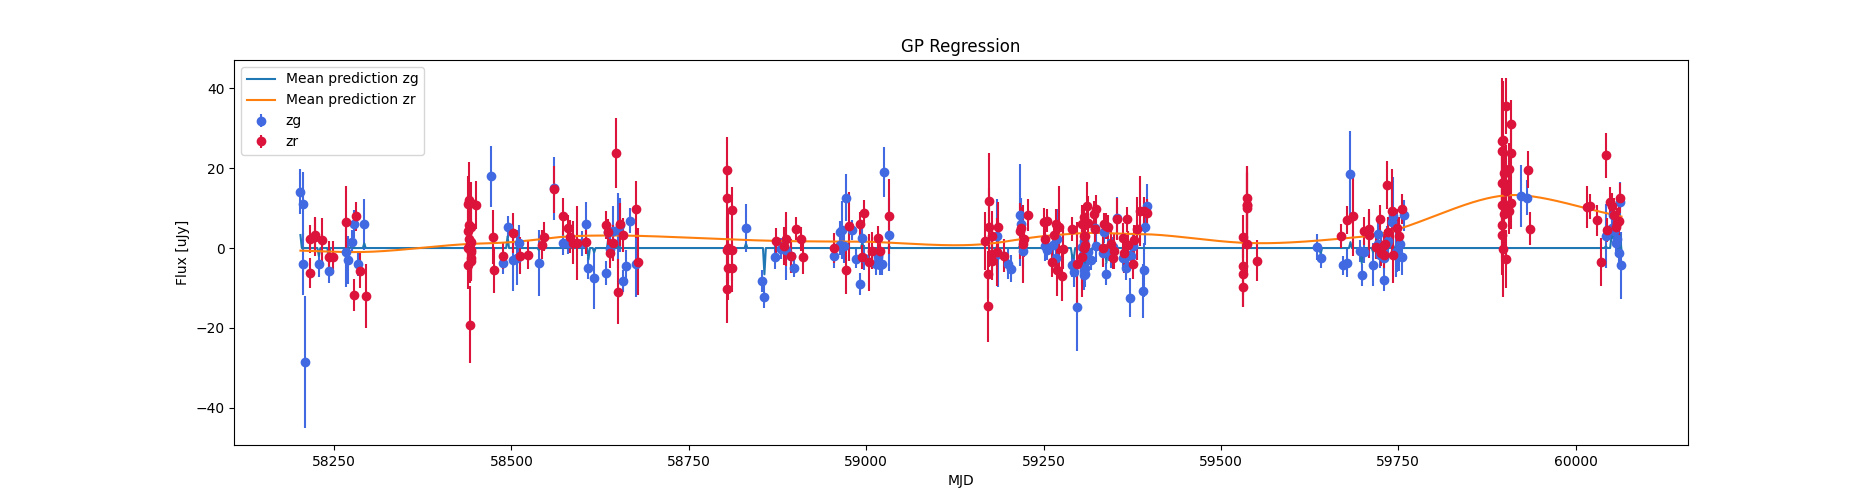 GP Regression
Mean prediction zg
Mean prediction zr
zg
zr
Flux [uJy]
40
20
0
−20
−40
58250
58500
58750
59000
59250
59500
59750
60000
MJD